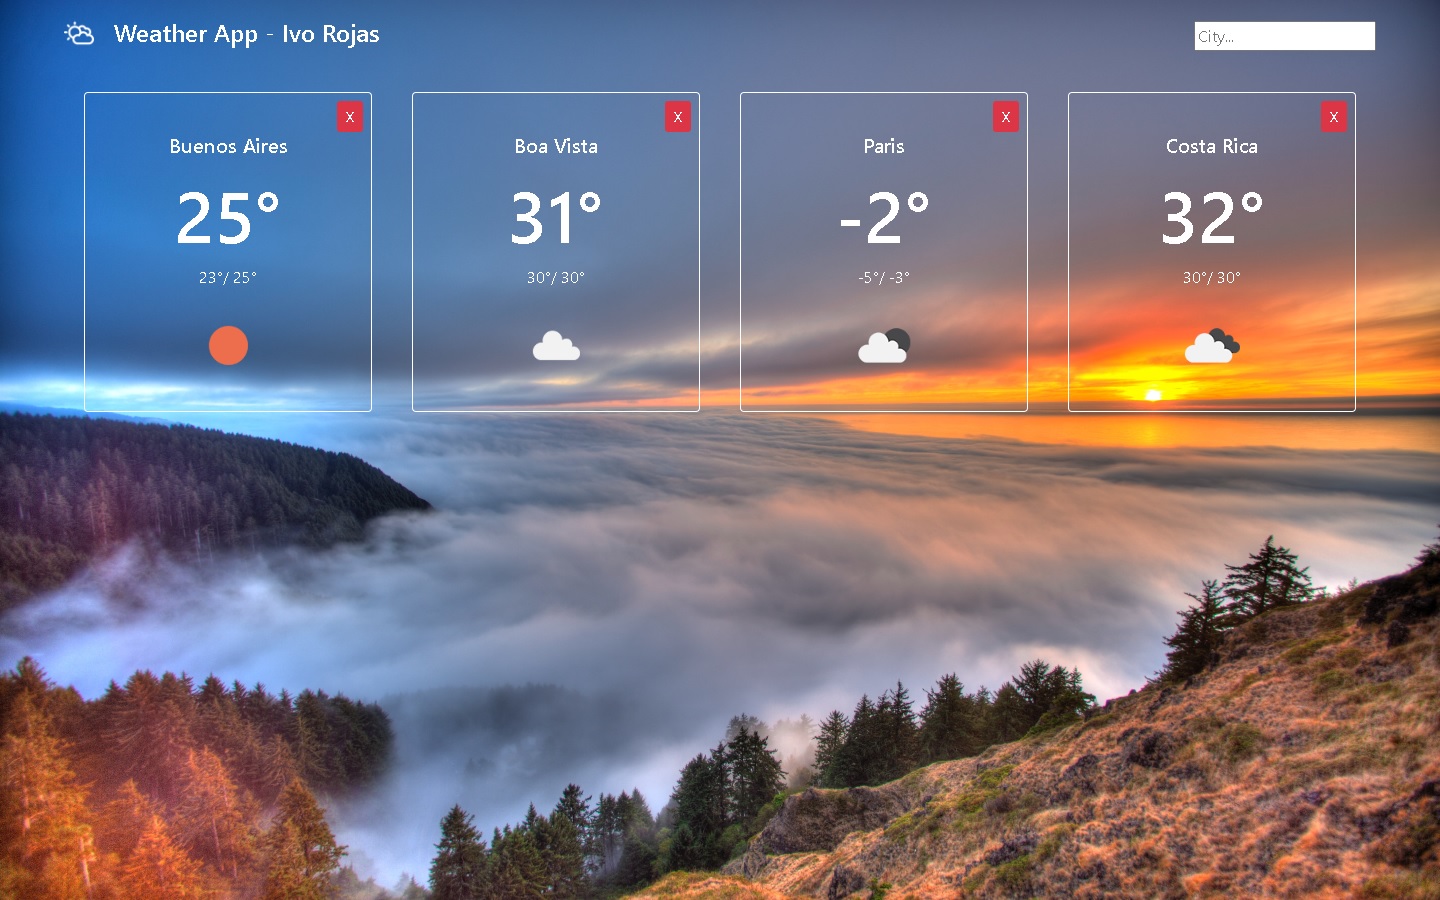 Weather App - Ivo Rojas
City...
X
Buenos Aires
25°
23°/ 25°
X
Boa Vista
31°
30°/ 30°
X
Paris
-2°
-5°/ -3°
X
Costa Rica
32°
30°/ 30°